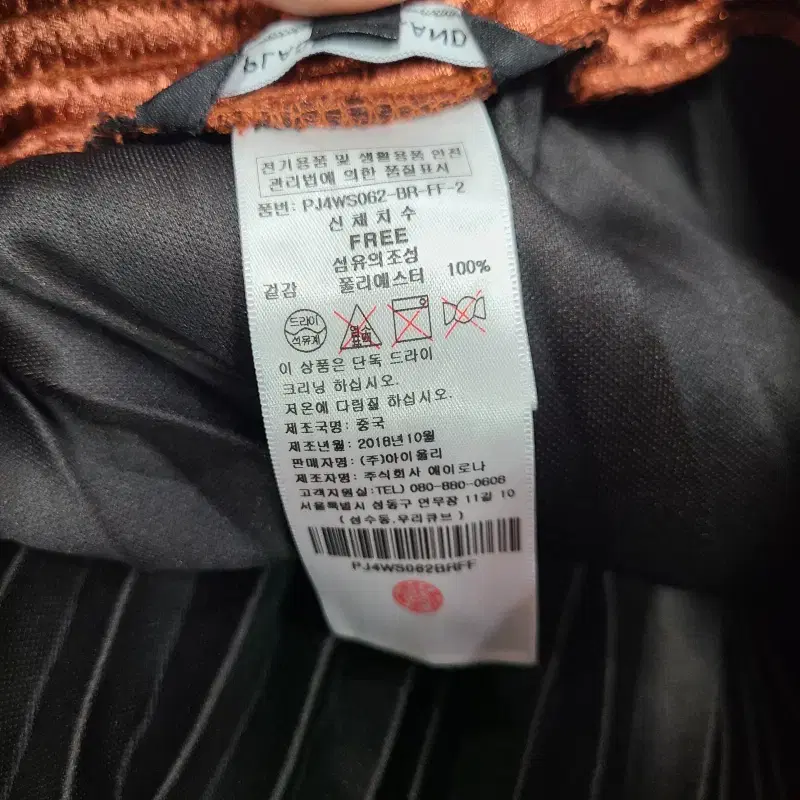 전기용품 및 생활용품 안전
관리법에 의한 품질표시
품번: PJ4WS062-BR-FF-2
신체치수
FREE
섬유의조성
겉감 폴리에스터 100%
드라이
석유계
염소
표백
이 상품은 단독 드라이
크리닝 하십시오.
저온에 다림질 하십시오.
제조국명: 중국
제조년월: 2018년10월
판매자명: (주)아이올리
제조자명: 주식회사 에이로나
고객지원실:TEL) 080-880-0608
서울특별시 성동구 연무장 11길 10
(성수동,우리큐브)
PJ4WS062BRFF